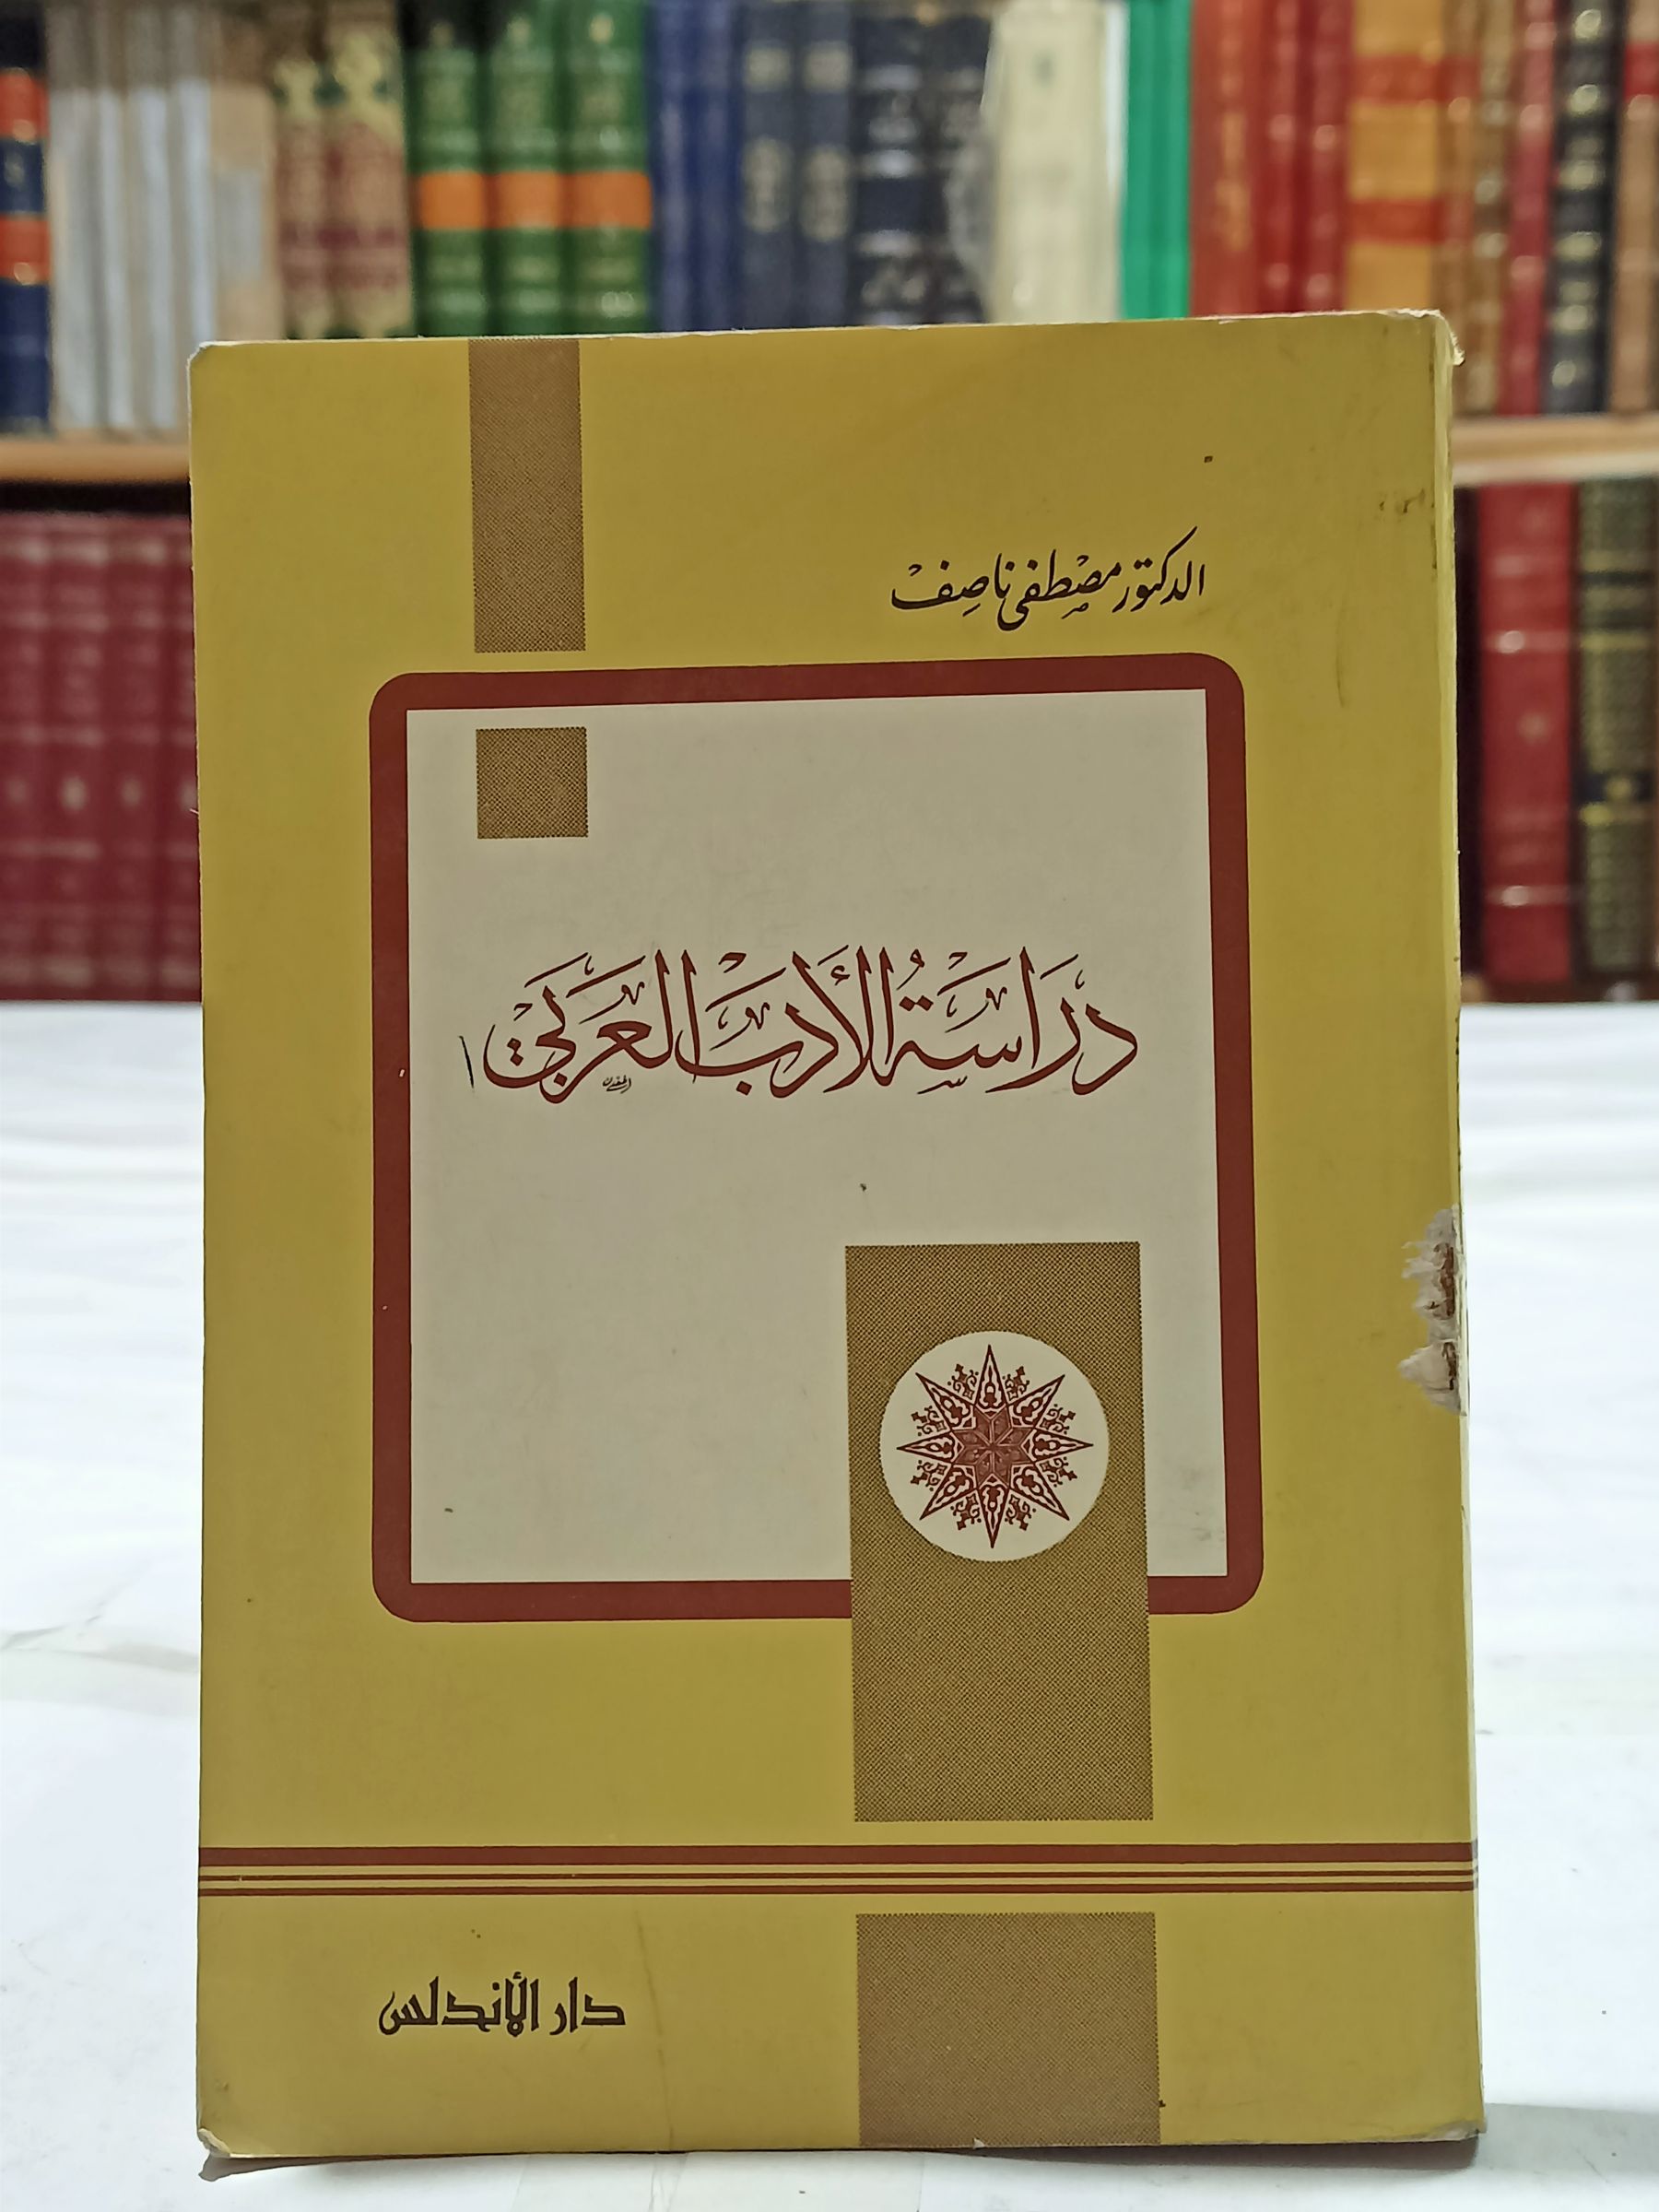 الدكتور مصطفى ناصف
دراسة الأدب العربي
دار الأندلس